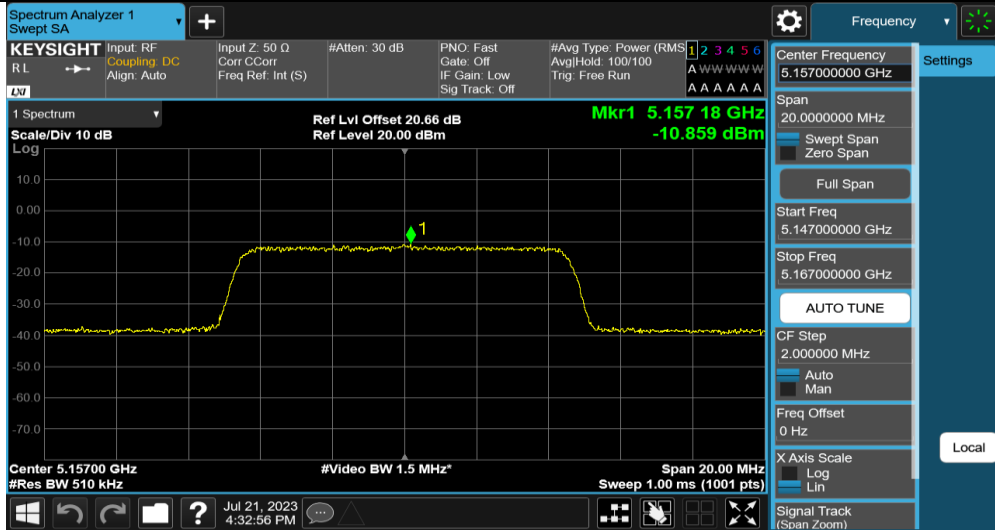 Spectrum Analyzer 1
Swept SA
Frequency
KEYSIGHT
R L
LXI
Input: RF
Coupling: DC
Align: Auto
Input Z: 50 Ω
Corr CCorr
Freq Ref: Int (S)
#Atten: 30 dB
PNO: Fast
Gate: Off
IF Gain: Low
Sig Track: Off
#Avg Type: Power (RMS
Avg|Hold: 100/100
Trig: Free Run
1 2 3 4 5 6
A W W W W W
A A A A A A
1 Spectrum
Scale/Div 10 dB
Log
Ref Lvl Offset 20.66 dB
Ref Level 20.00 dBm
Mkr1 5.157 18 GHz
-10.859 dBm
1
10.0
0.00
-10.0
-20.0
-30.0
-40.0
-50.0
-60.0
-70.0
Center 5.15700 GHz
#Res BW 510 kHz
#Video BW 1.5 MHz*
Span 20.00 MHz
Sweep 1.00 ms (1001 pts)
Center Frequency
5.157000000 GHz
Settings
Span
20.0000000 MHz
Swept Span
Zero Span
Full Span
Start Freq
5.147000000 GHz
Stop Freq
5.167000000 GHz
AUTO TUNE
CF Step
2.000000 MHz
Auto
Man
Freq Offset
0 Hz
X Axis Scale
Log
Lin
Local
Signal Track
(Span Zoom)
?
Jul 21, 2023
4:32:56 PM